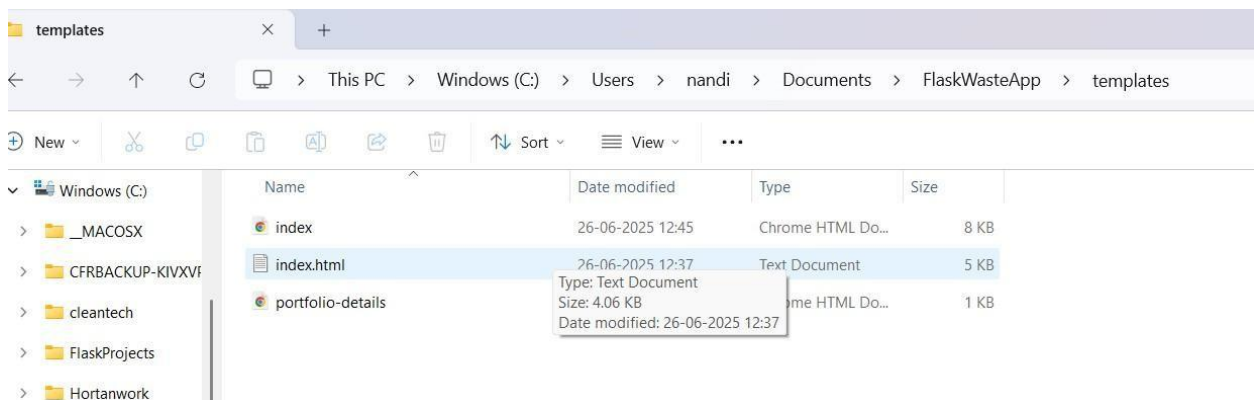 templates
This PC > Windows (C:) > Users > nandi > Documents > FlaskWasteApp > templates
New Sort View ...
Name Date modified Type Size
Windows (C:)
__MACOSX
CFRBACKUP-KIVXVF
cleantech
FlaskProjects
Hortanwork
index 26-06-2025 12:45 Chrome HTML Do... 8 KB
index.html 26-06-2025 12:37 Text Document 5 KB
portfolio-details ome HTML Do... 1 KB
Type: Text Document
Size: 4.06 KB
Date modified: 26-06-2025 12:37